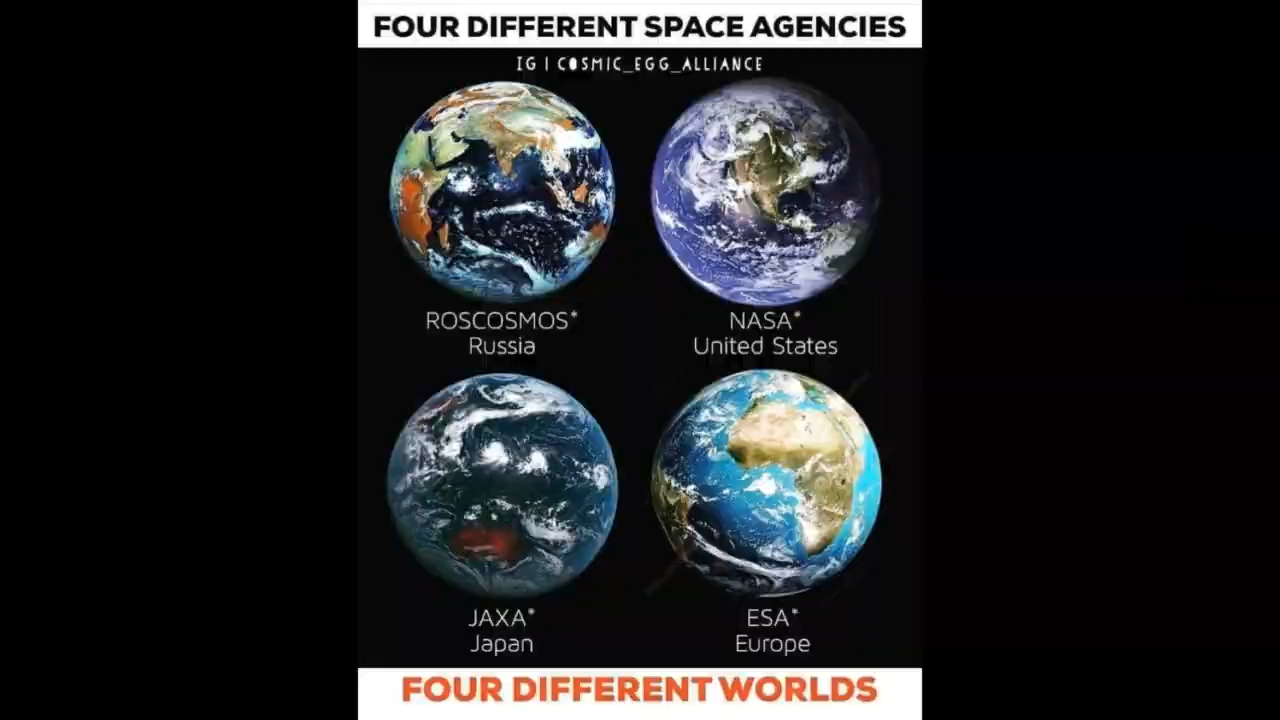 FOUR DIFFERENT SPACE AGENCIES
IG | COSMIC_EGG_ALLIANCE
ROSCOSMOS*
Russia
NASA*
United States
JAXA*
Japan
ESA*
Europe
FOUR DIFFERENT WORLDS